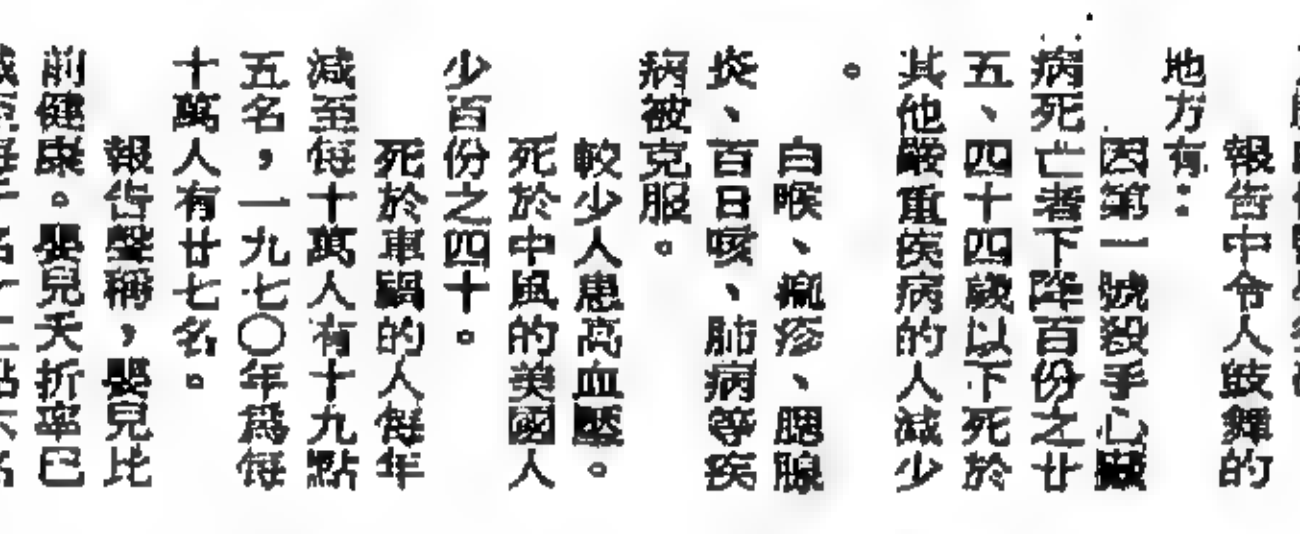 報告中令人鼓舞的
地方有：
因第一號殺手心臟
病死亡者下降百份之廿
五、四十四歲以下死於
其他嚴重疾病的人減少
。
白喉、痲疹、腮腺
炎、百日咳、肺病等疾
病被克服。
較少人患高血壓。
死於中風的美國人
少百份之四十。
死於車禍的人每年
減至每十萬人有十九點
五名，一九七〇年爲每
十萬人有廿七名。
報告聲稱，嬰兒比
前健康。嬰兒夭折率已